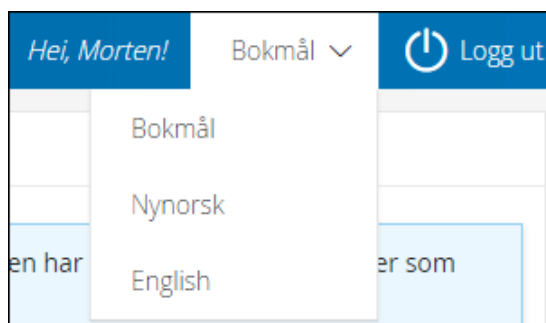 Hei, Morten! Bokmål Logg ut
Bokmål
Nynorsk
en har er som
English